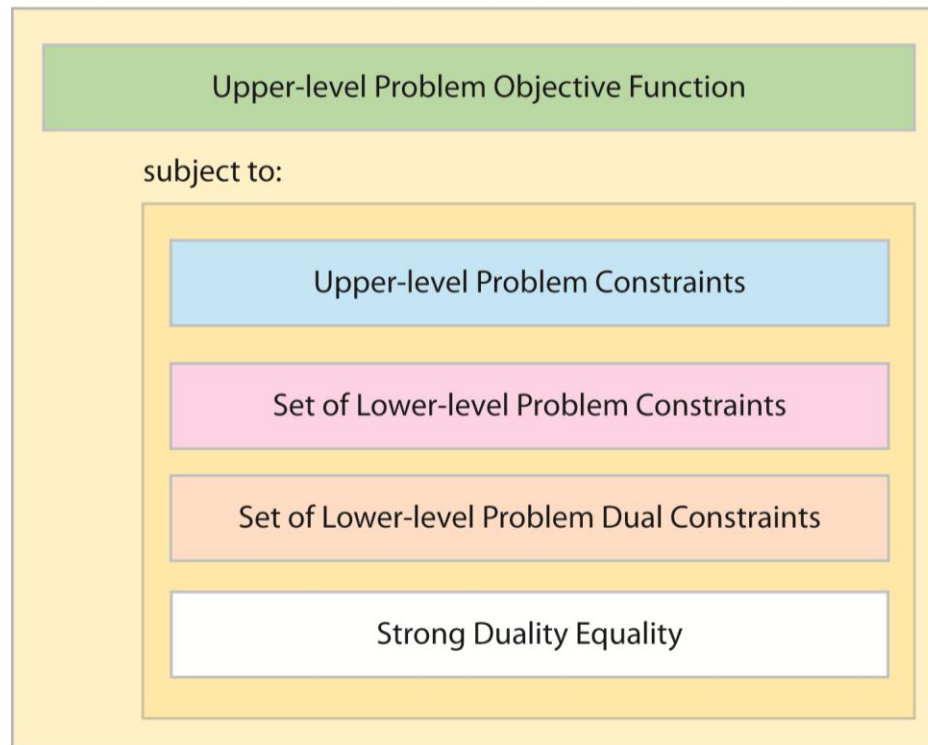 Upper-level Problem Objective Function
subject to:
Upper-level Problem Constraints
Set of Lower-level Problem Constraints
Set of Lower-level Problem Dual Constraints
Strong Duality Equality